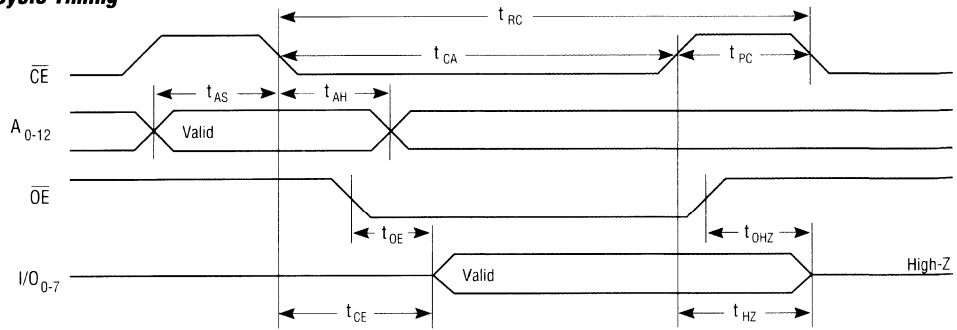 Cycle Timing
t RC
t CA
t PC
CE
t AS
t AH
A 0-12
Valid
OE
t OE
t OHZ
I/O 0-7
Valid
High-Z
t CE
t HZ